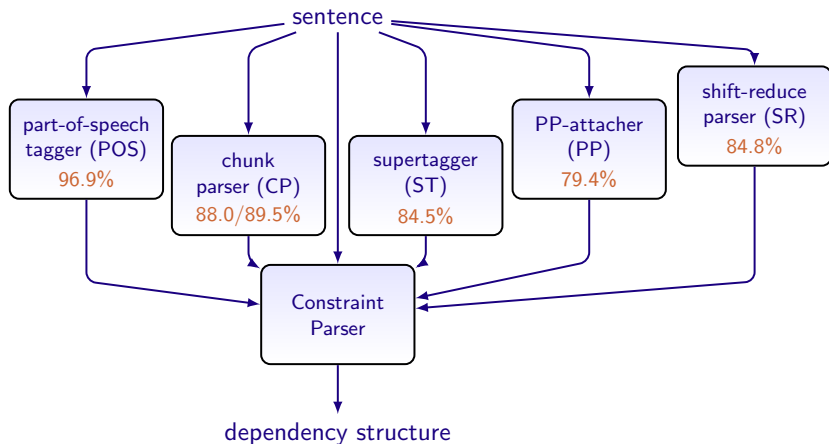 sentence
part-of-speech
tagger (POS)
96.9%
chunk
parser (CP)
88.0/89.5%
supertagger
(ST)
84.5%
PP-attacher
(PP)
79.4%
shift-reduce
parser (SR)
84.8%
Constraint
Parser
dependency structure